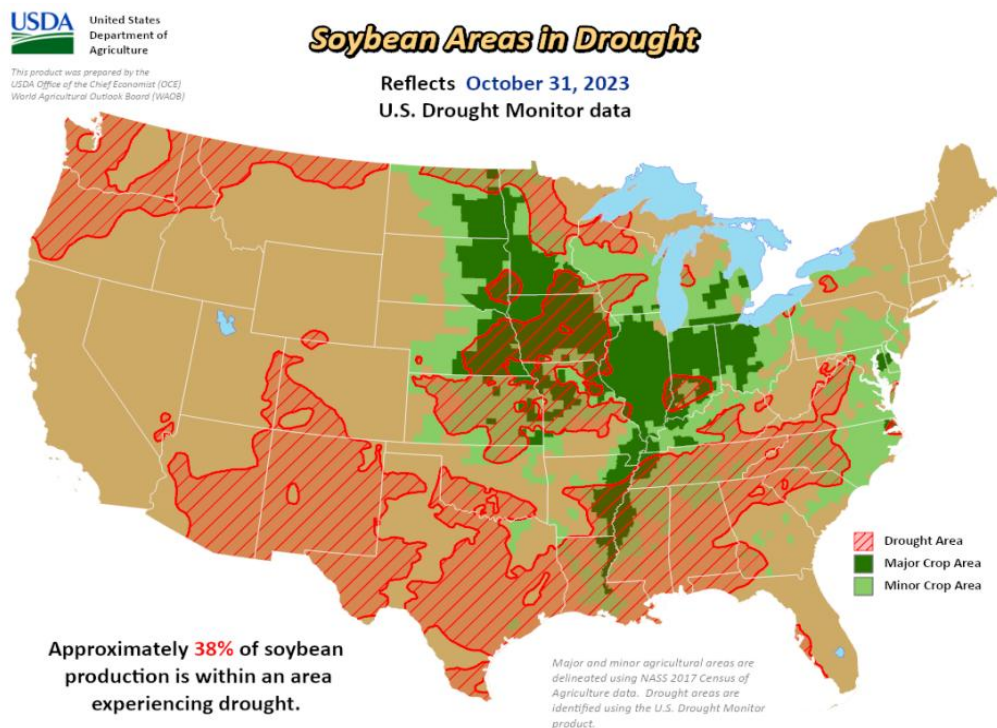 USDA
United States
Department of
Agriculture
This product was prepared by the
USDA Office of the Chief Economist (OCE)
World Agricultural Outlook Board (WAOB)
Soybean Areas in Drought
Reflects October 31, 2023
U.S. Drought Monitor data
Drought Area
Major Crop Area
Minor Crop Area
Approximately 38% of soybean
production is within an area
experiencing drought.
Major and minor agricultural areas are
delineated using NASS 2017 Census of
Agriculture data. Drought areas are
identified using the U.S. Drought Monitor
product.